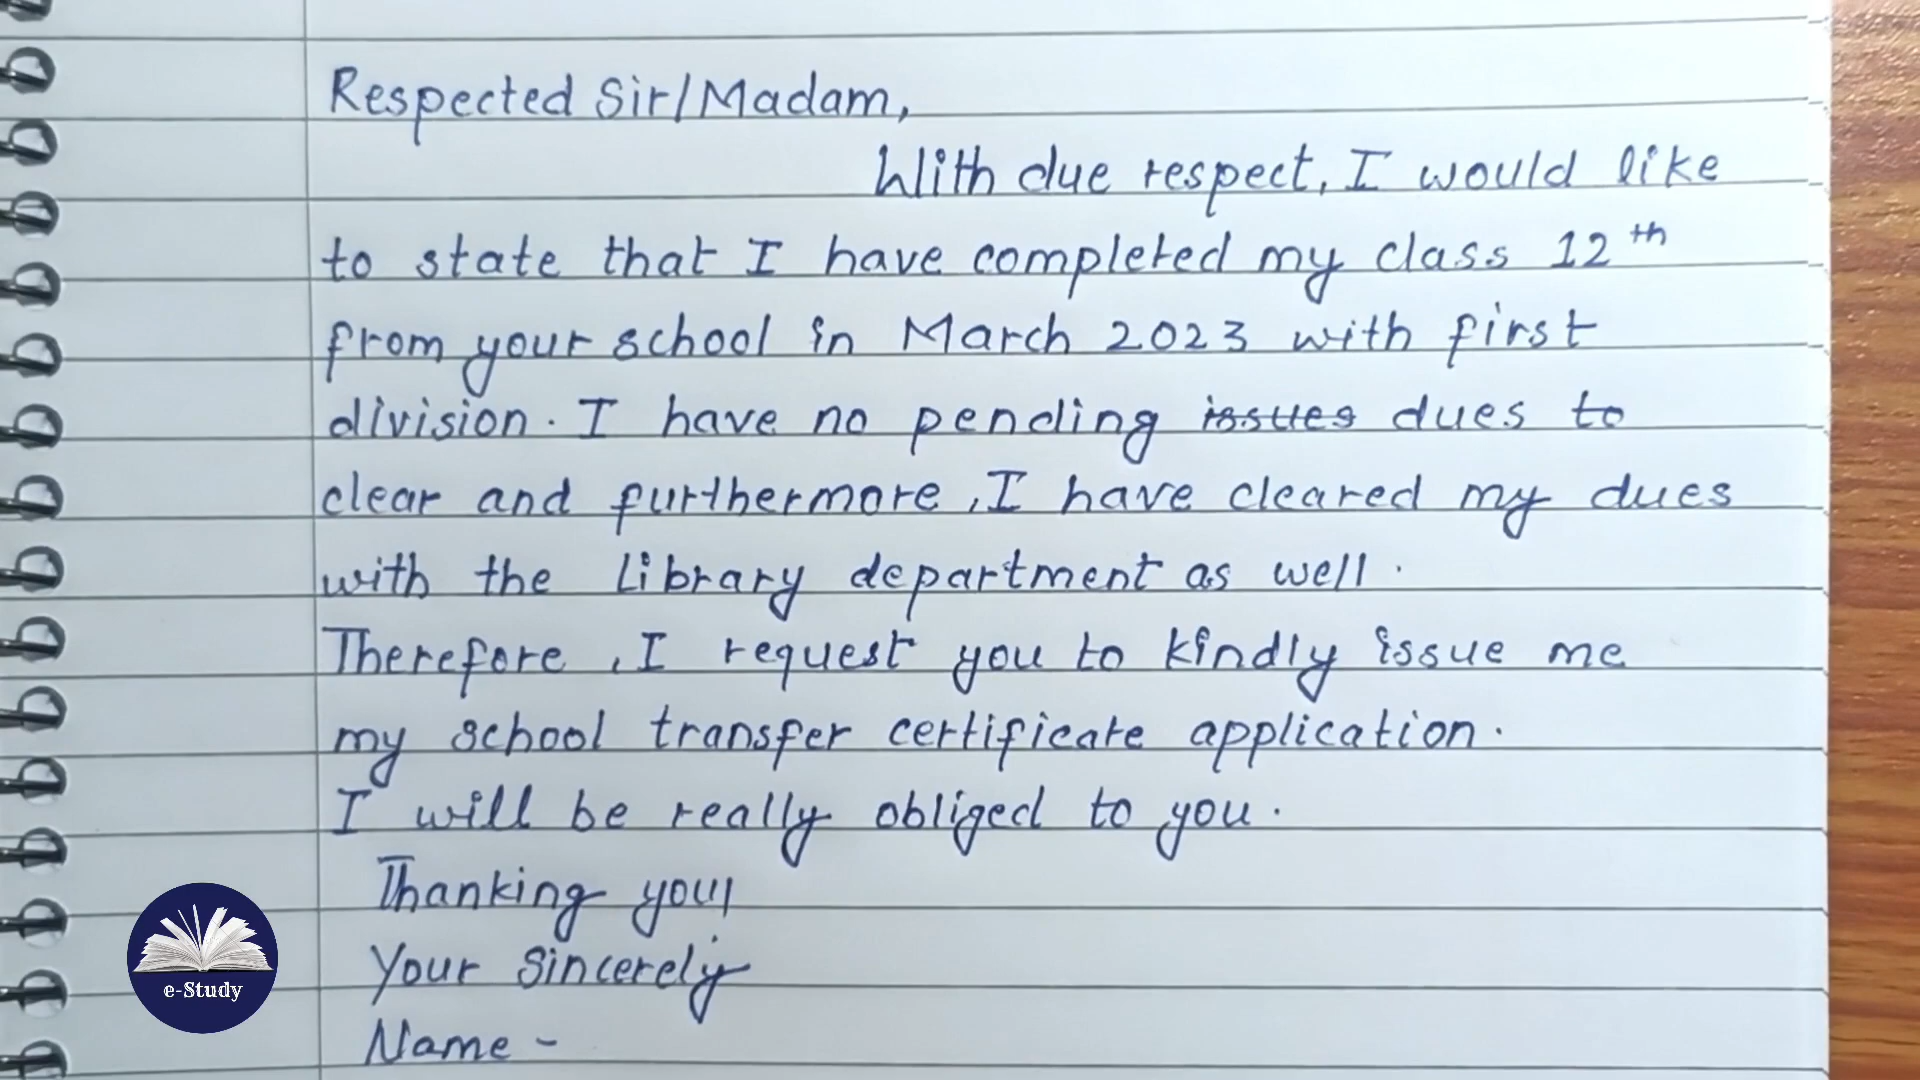 Respected Sir/Madam,
With due respect, I would like
to state that I have completed my class 12th
from your school in March 2023 with first
division. I have no pending issues dues to
clear and furthermore, I have cleared my dues
with the Library department as well.
Therefore, I request you to kindly issue me
my school transfer certificate application.
I will be really obliged to you.
Thanking you,
Your Sincerely
Name -
e-Study